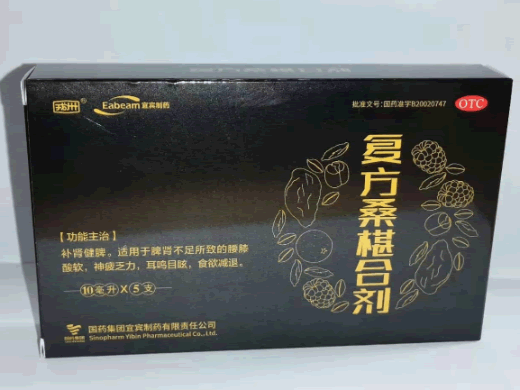 戎州® Eabeam 宜宾制药
批准文号：国药准字B20020747 OTC
复方桑椹合剂
【功能主治】
补肾健脾。适用于脾肾不足所致的腰膝
酸软，神疲乏力，耳鸣目眩，食欲减退。
10毫升×5支
国药集团宜宾制药有限责任公司
Sinopharm Yibin Pharmaceutical Co.,Ltd.